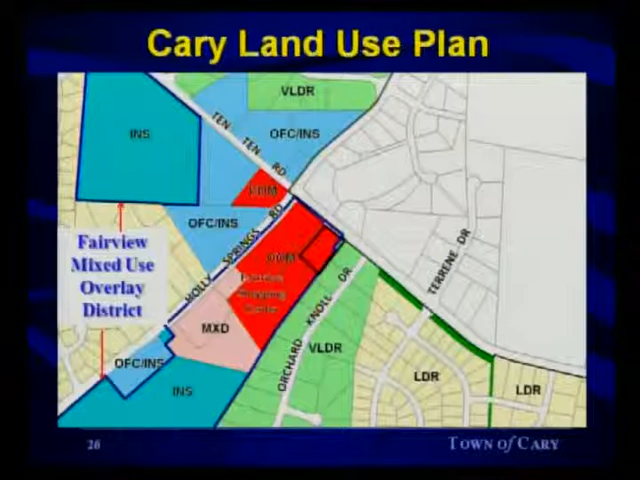 Cary Land Use Plan
VLDR
INS
TEN TEN RD
OFC/INS
COM
OFC/INS
HOLLY SPRINGS RD
Fairview
Mixed Use
Overlay
District
COM
Shopping
Center
TERRENE DR
ORCHARD KNOLL DR
MXD
VLDR
OFC/INS
LDR
LDR
INS
26
TOWN of CARY